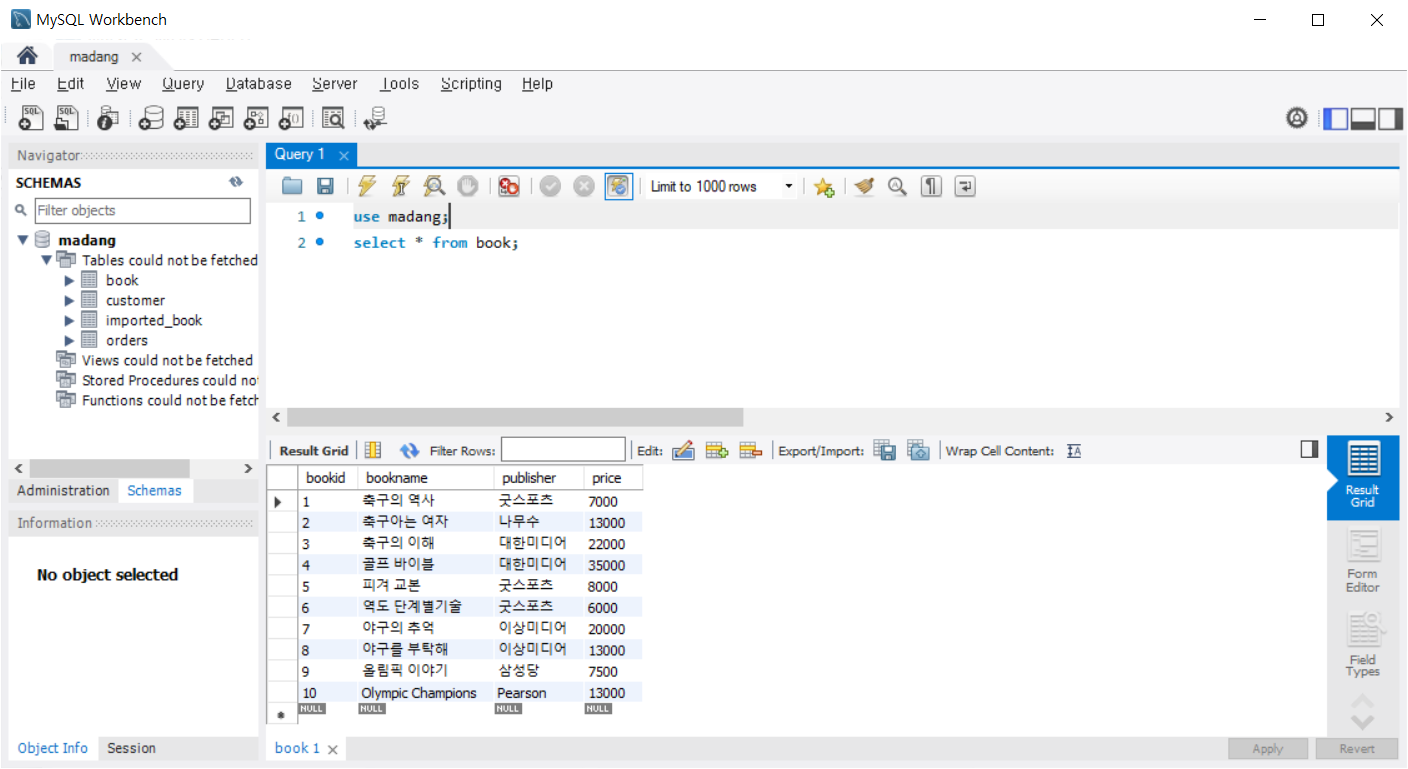 MySQL Workbench
madang
File Edit View Query Database Server Tools Scripting Help
Navigator
SCHEMAS
Filter objects
madang
Tables could not be fetched
book
customer
imported_book
orders
Views could not be fetched
Stored Procedures could no
Functions could not be fetch
Administration Schemas
Information
No object selected
Object Info Session
Query 1
Limit to 1000 rows
1 use madang;
2 select * from book;
Result Grid Filter Rows: Edit: Export/Import: Wrap Cell Content:
bookid bookname publisher price
1 축구의 역사 굿스포츠 7000
2 축구아는 여자 나무수 13000
3 축구의 이해 대한미디어 22000
4 골프 바이블 대한미디어 35000
5 피겨 교본 굿스포츠 8000
6 역도 단계별기술 굿스포츠 6000
7 야구의 추억 이상미디어 20000
8 야구를 부탁해 이상미디어 13000
9 올림픽 이야기 삼성당 7500
10 Olympic Champions Pearson 13000
NULL NULL NULL NULL
book 1
Result
Grid
Form
Editor
Field
Types
Apply Revert